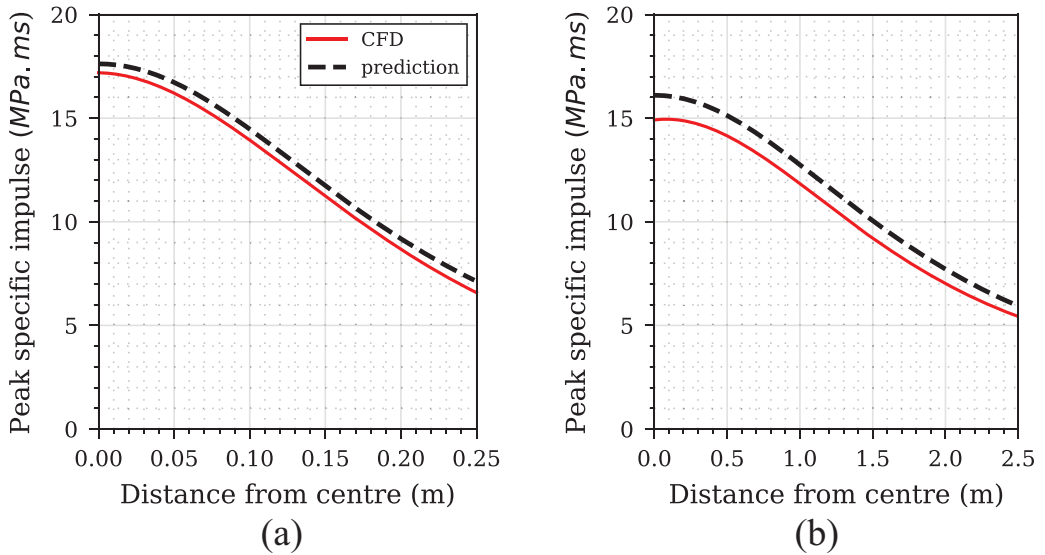 20
15
10
5
0
Peak specific impulse (MPa.ms)
CFD
prediction
0.00 0.05 0.10 0.15 0.20 0.25
Distance from centre (m)
(a)
20
15
10
5
0
Peak specific impulse (MPa.ms)
0.0 0.5 1.0 1.5 2.0 2.5
Distance from centre (m)
(b)